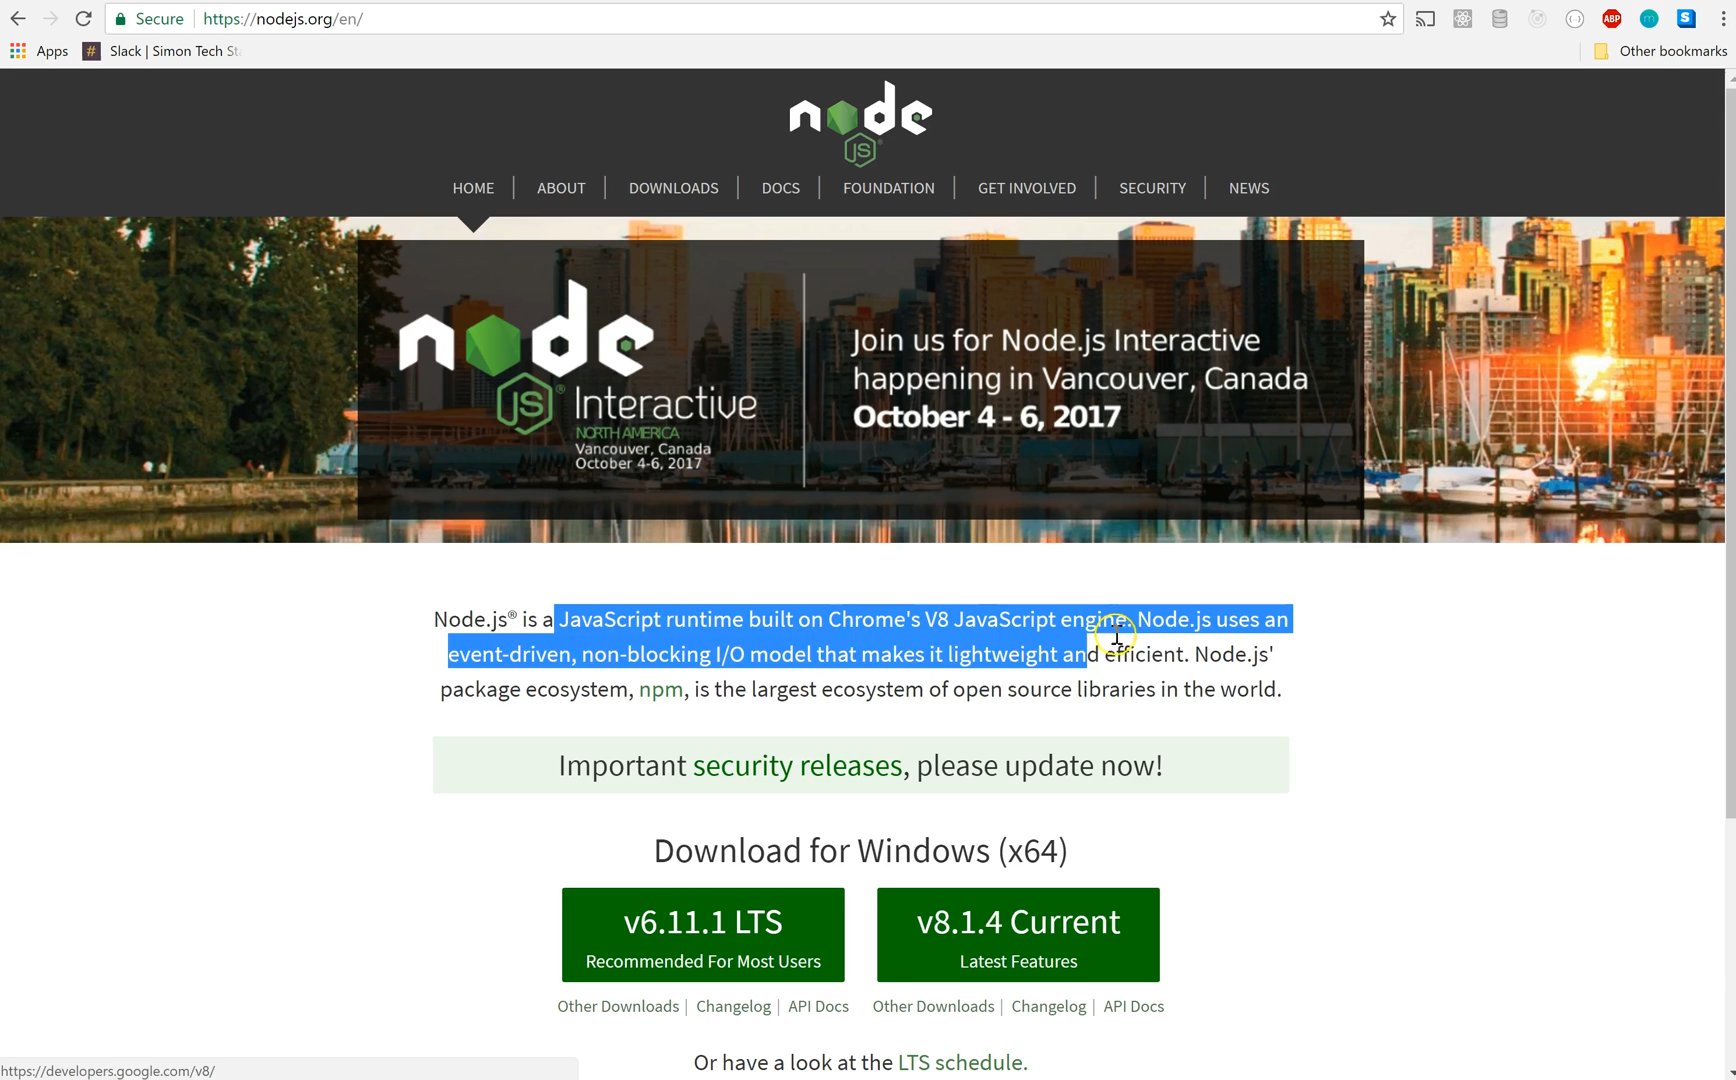 Secure https://nodejs.org/en/
ABP
m
S
Apps
#
Slack | Simon Tech St
Other bookmarks
node
JS
HOME
ABOUT
DOWNLOADS
DOCS
FOUNDATION
GET INVOLVED
SECURITY
NEWS
node
JS
Interactive
NORTH AMERICA
Vancouver, Canada
October 4-6, 2017
Join us for Node.js Interactive
happening in Vancouver, Canada
October 4 - 6, 2017
Node.js® is a JavaScript runtime built on Chrome's V8 JavaScript engine. Node.js uses an
event-driven, non-blocking I/O model that makes it lightweight and efficient. Node.js'
package ecosystem, npm, is the largest ecosystem of open source libraries in the world.
Important security releases, please update now!
Download for Windows (x64)
v6.11.1 LTS
Recommended For Most Users
v8.1.4 Current
Latest Features
Other Downloads | Changelog | API Docs
Other Downloads | Changelog | API Docs
Or have a look at the LTS schedule.
https://developers.google.com/v8/